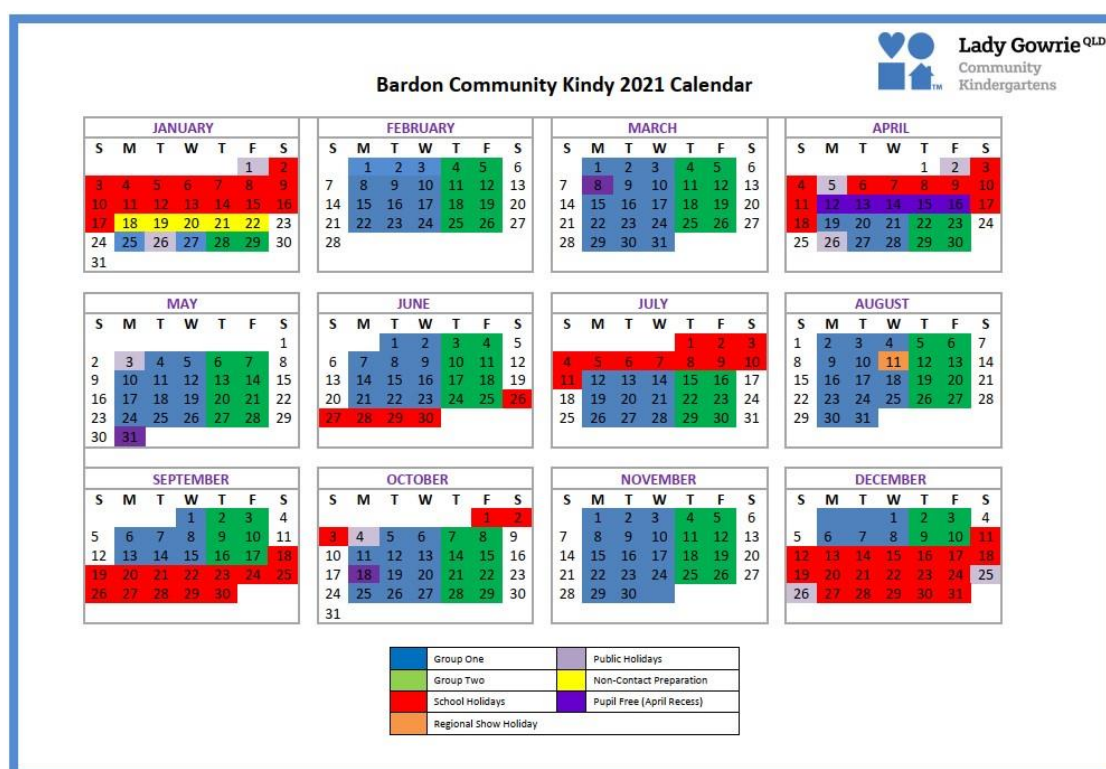 Lady Gowrie QLD
Community
Kindergartens
TM
Bardon Community Kindy 2021 Calendar
JANUARY FEBRUARY MARCH APRIL
S M T W T F S S M T W T F S S M T W T F S S M T W T F S
1 2 1 2 3 4 5 6 1 2 3 4 5 6 1 2 3
3 4 5 6 7 8 9 7 8 9 10 11 12 13 7 8 9 10 11 12 13 4 5 6 7 8 9 10
10 11 12 13 14 15 16 14 15 16 17 18 19 20 14 15 16 17 18 19 20 11 12 13 14 15 16 17
17 18 19 20 21 22 23 21 22 23 24 25 26 27 21 22 23 24 25 26 27 18 19 20 21 22 23 24
24 25 26 27 28 29 30 28 28 29 30 31 25 26 27 28 29 30
31
MAY JUNE JULY AUGUST
S M T W T F S S M T W T F S S M T W T F S S M T W T F S
1 1 2 3 4 5 1 2 3 1 2 3 4 5 6 7
2 3 4 5 6 7 8 6 7 8 9 10 11 12 4 5 6 7 8 9 10 8 9 10 11 12 13 14
9 10 11 12 13 14 15 13 14 15 16 17 18 19 11 12 13 14 15 16 17 15 16 17 18 19 20 21
16 17 18 19 20 21 22 20 21 22 23 24 25 26 18 19 20 21 22 23 24 22 23 24 25 26 27 28
23 24 25 26 27 28 29 27 28 29 30 25 26 27 28 29 30 31 29 30 31
30 31
SEPTEMBER OCTOBER NOVEMBER DECEMBER
S M T W T F S S M T W T F S S M T W T F S S M T W T F S
1 2 3 4 1 2 1 2 3 4 5 6 1 2 3 4
5 6 7 8 9 10 11 3 4 5 6 7 8 9 7 8 9 10 11 12 13 5 6 7 8 9 10 11
12 13 14 15 16 17 18 10 11 12 13 14 15 16 14 15 16 17 18 19 20 12 13 14 15 16 17 18
19 20 21 22 23 24 25 17 18 19 20 21 22 23 21 22 23 24 25 26 27 19 20 21 22 23 24 25
26 27 28 29 30 24 25 26 27 28 29 30 28 29 30 26 27 28 29 30 31
31
Group One Public Holidays
Group Two Non-Contact Preparation
School Holidays Pupil Free (April Recess)
Regional Show Holiday